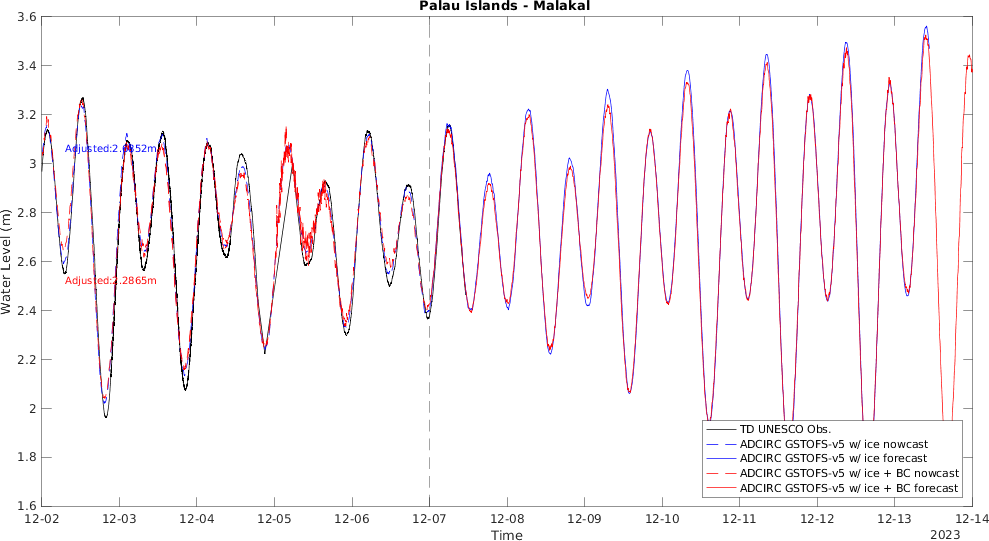 Palau Islands - Malakal
3.6
3.4
3.2
3
2.8
2.6
2.4
2.2
2
1.8
1.6
Water Level (m)
Adjusted:2.2865m
TD UNESCO Obs.
ADCIRC GSTOFS-v5 w/ ice nowcast
ADCIRC GSTOFS-v5 w/ ice forecast
ADCIRC GSTOFS-v5 w/ ice + BC nowcast
ADCIRC GSTOFS-v5 w/ ice + BC forecast
12-02 12-03 12-04 12-05 12-06 12-07 12-08 12-09 12-10 12-11 12-12 12-13 12-14
Time
2023